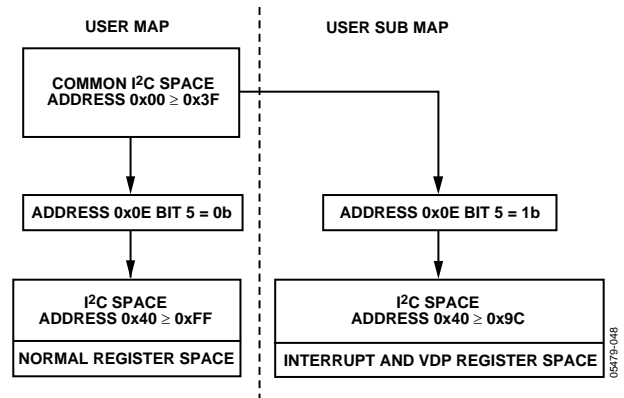 USER MAP
USER SUB MAP
COMMON I²C SPACE
ADDRESS 0x00 ≥ 0x3F
ADDRESS 0x0E BIT 5 = 0b
ADDRESS 0x0E BIT 5 = 1b
I²C SPACE
ADDRESS 0x40 ≥ 0xFF
NORMAL REGISTER SPACE
I²C SPACE
ADDRESS 0x40 ≥ 0x9C
INTERRUPT AND VDP REGISTER SPACE
05479-048